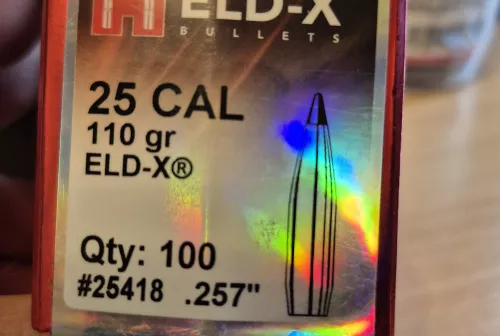 ELD-X
BULLETS
25 CAL
110 gr
ELD-X®
Qty: 100
#25418 .257"